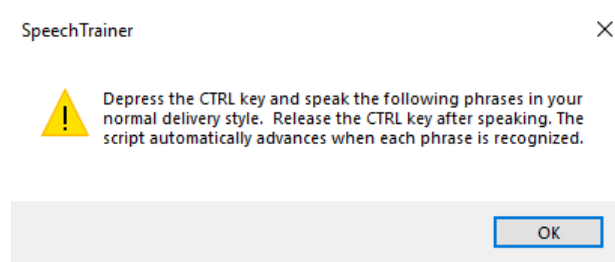 SpeechTrainer
Depress the CTRL key and speak the following phrases in your
normal delivery style.  Release the CTRL key after speaking. The
script automatically advances when each phrase is recognized.
OK